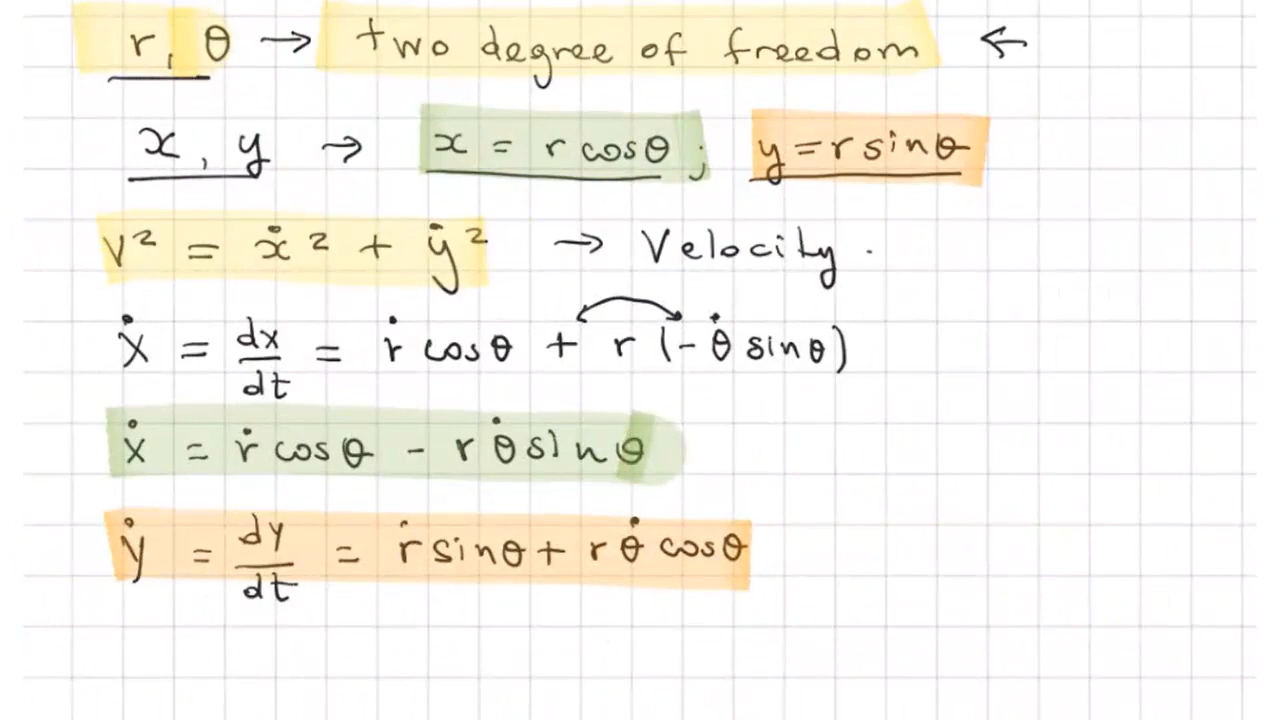 r, θ → two degree of freedom ←
x, y → x = r cosθ ; y = r sinθ
V² = ẋ² + ẏ² → Velocity .
ẋ = dx/dt = ṙ cosθ + r (- θ̇ sinθ)
ẋ = ṙ cosθ - r θ̇ sinθ
ẏ = dy/dt = ṙ sinθ + r θ̇ cosθ